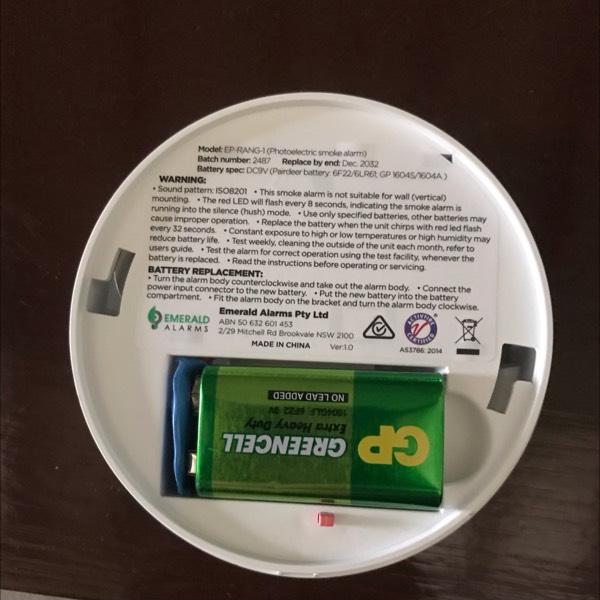 Model: EP-RANG-1 (Photoelectric smoke alarm)
Batch number: 2487 Replace by end: Dec. 2032
Battery spec: DC9V (Pairdeer battery: 6F22/6LR61; GP 1604S/1604A.)
WARNING:
• Sound pattern: ISO8201 • This smoke alarm is not suitable for wall (vertical)
mounting. • The red LED will flash every 8 seconds, indicating the smoke alarm is
running into the silence (hush) mode. • Use only specified batteries, other batteries may
cause improper operation. • Replace the battery when the unit chirps with red led flash
every 32 seconds. • Constant exposure to high or low temperatures or high humidity may
reduce battery life. • Test weekly, cleaning the outside of the unit each month, refer to
users guide. • Test the alarm for correct operation using the test facility, whenever the
battery is replaced. • Read the instructions before operating or servicing.
BATTERY REPLACEMENT:
• Turn the alarm body counterclockwise and take out the alarm body. • Connect the
power input connector to the new battery. • Put the new battery into the battery
compartment. • Fit the alarm body on the bracket and turn the alarm body clockwise.
EMERALD
ALARMS
Emerald Alarms Pty Ltd
ABN 50 632 601 453
2/29 Mitchell Rd Brookvale NSW 2100
MADE IN CHINA Ver:1.0
AS3786: 2014
GP
GREENCELL
Extra Heavy Duty
1604GLF 6F22 9V
NO LEAD ADDED